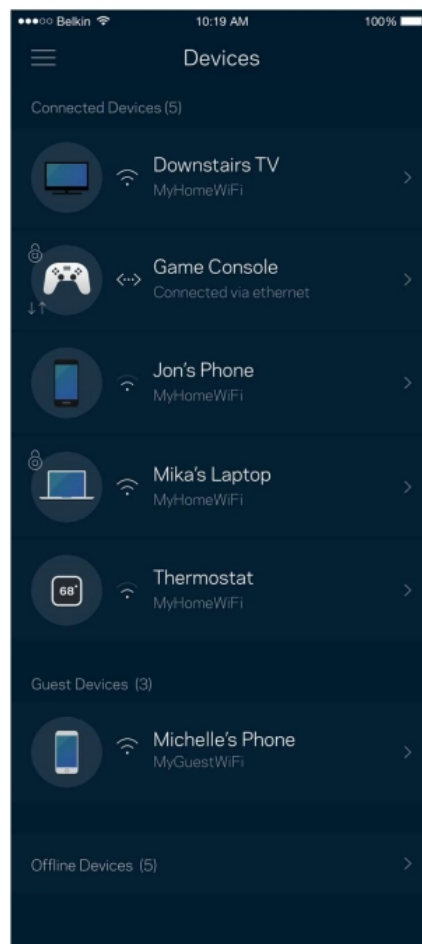 ●●●○○ Belkin 10:19 AM 100%
Devices
Connected Devices (5)
Downstairs TV
MyHomeWiFi
Game Console
Connected via ethernet
Jon's Phone
MyHomeWiFi
Mika's Laptop
MyHomeWiFi
68°
Thermostat
MyHomeWiFi
Guest Devices (3)
Michelle's Phone
MyGuestWiFi
Offline Devices (5)